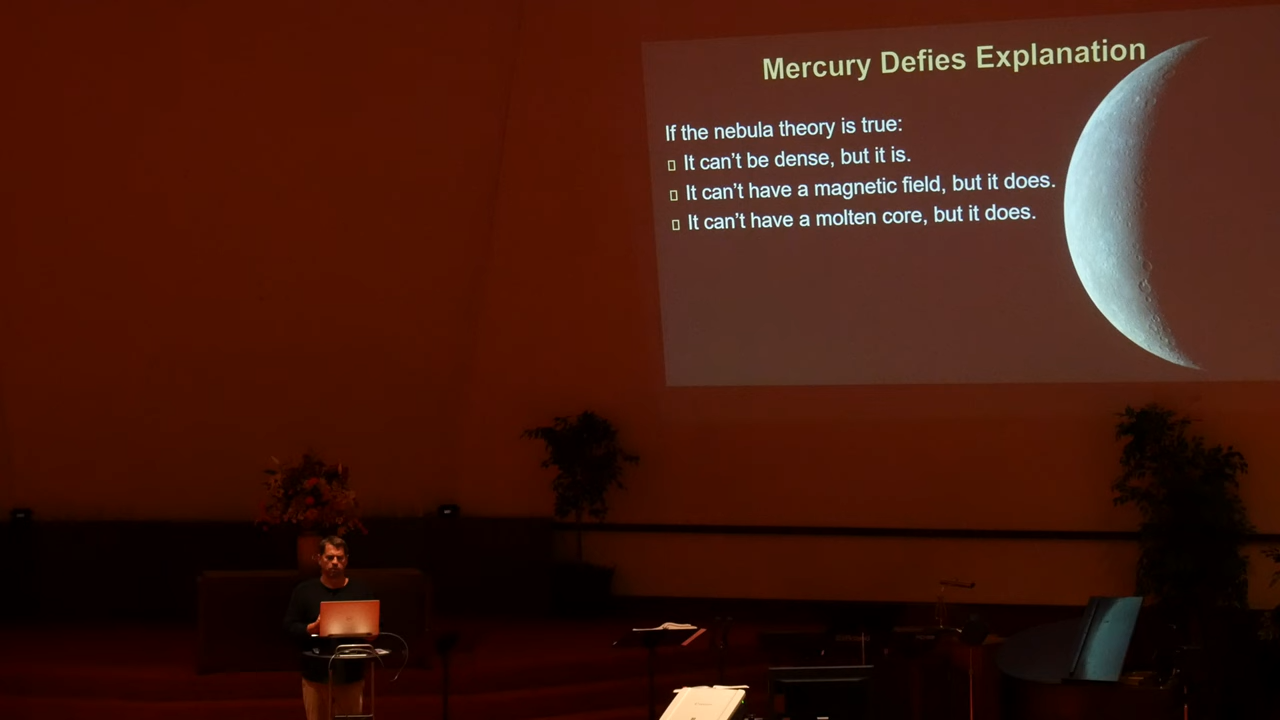 Mercury Defies Explanation
If the nebula theory is true:
▯ It can't be dense, but it is.
▯ It can't have a magnetic field, but it does.
▯ It can't have a molten core, but it does.